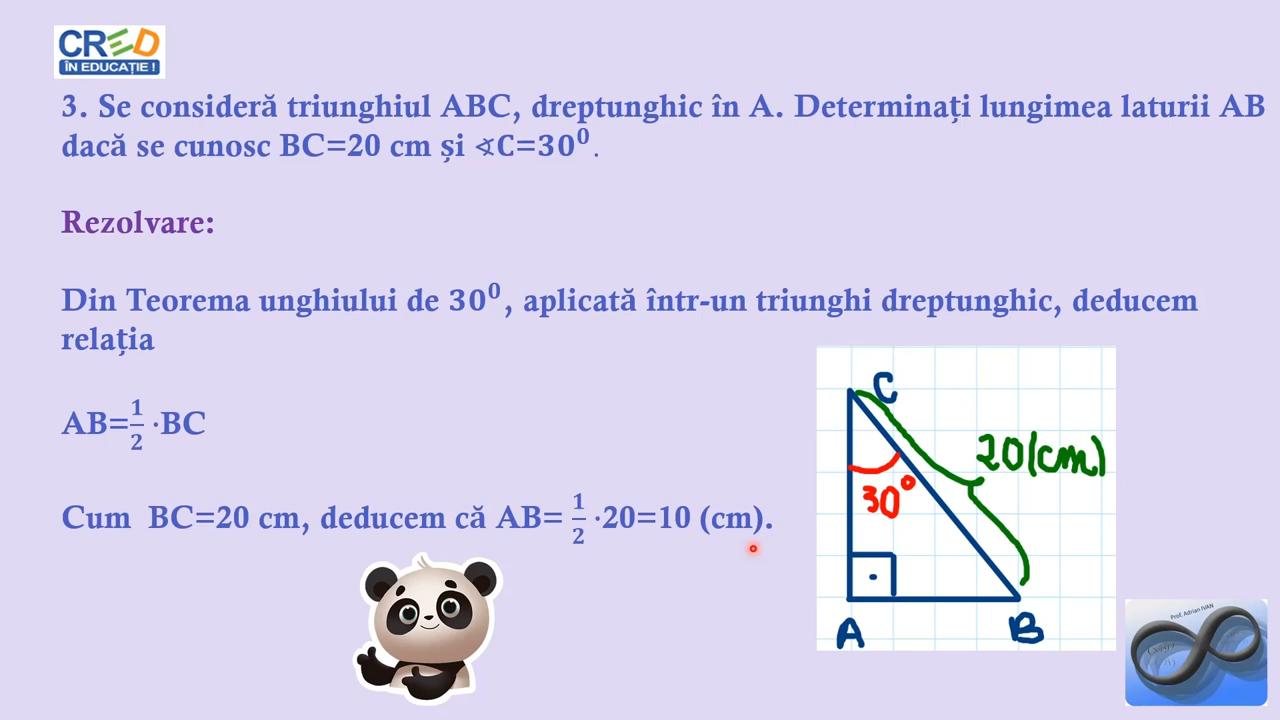 CRED
ÎN EDUCAȚIE !
3. Se consideră triunghiul ABC, dreptunghic în A. Determinați lungimea laturii AB
dacă se cunosc BC=20 cm și ∢C=30⁰.
Rezolvare:
Din Teorema unghiului de 30⁰, aplicată într-un triunghi dreptunghic, deducem
relația
AB=1/2 ·BC
Cum BC=20 cm, deducem că AB= 1/2 ·20=10 (cm).
C
20(cm)
30°
A
B
Prof. Adrian IVAN